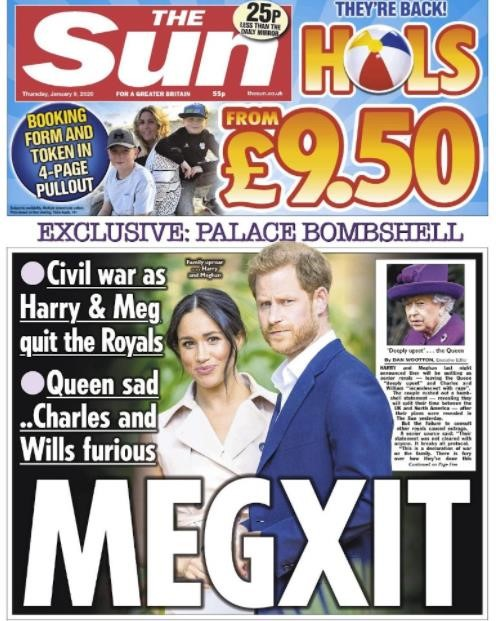 THE
Sun
25P
LESS THAN THE
DAILY MIRROR
Thursday, January 9, 2020
FOR A GREATER BRITAIN
55p
thesun.co.uk
THEY'RE BACK!
HOLS
FROM
£9.50
BOOKING
FORM AND
TOKEN IN
4-PAGE
PULLOUT
EXCLUSIVE: PALACE BOMBSHELL
Civil war as
Harry & Meg
quit the Royals
Queen sad
..Charles and
Wills furious
Family uproar
... Harry
and Meghan
'Deeply upset' . . . the Queen
By DAN WOOTTON, Executive Editor
HARRY and Meghan last night
announced they will be quitting as
senior royals — leaving the Queen
"deeply upset" and Charles and
William "incandescent with rage".
The couple rushed out a bomb-
shell statement — revealing they
will split their time between the
UK and North America — after
their plans were revealed in
The Sun yesterday.
But the failure to consult
other royals caused outrage.
A senior source said: "Their
statement was not cleared with
anyone. It breaks all protocol.
"This is a declaration of war
on the family. There is fury
over how they've done this
Continued on Page Five
MEGXIT